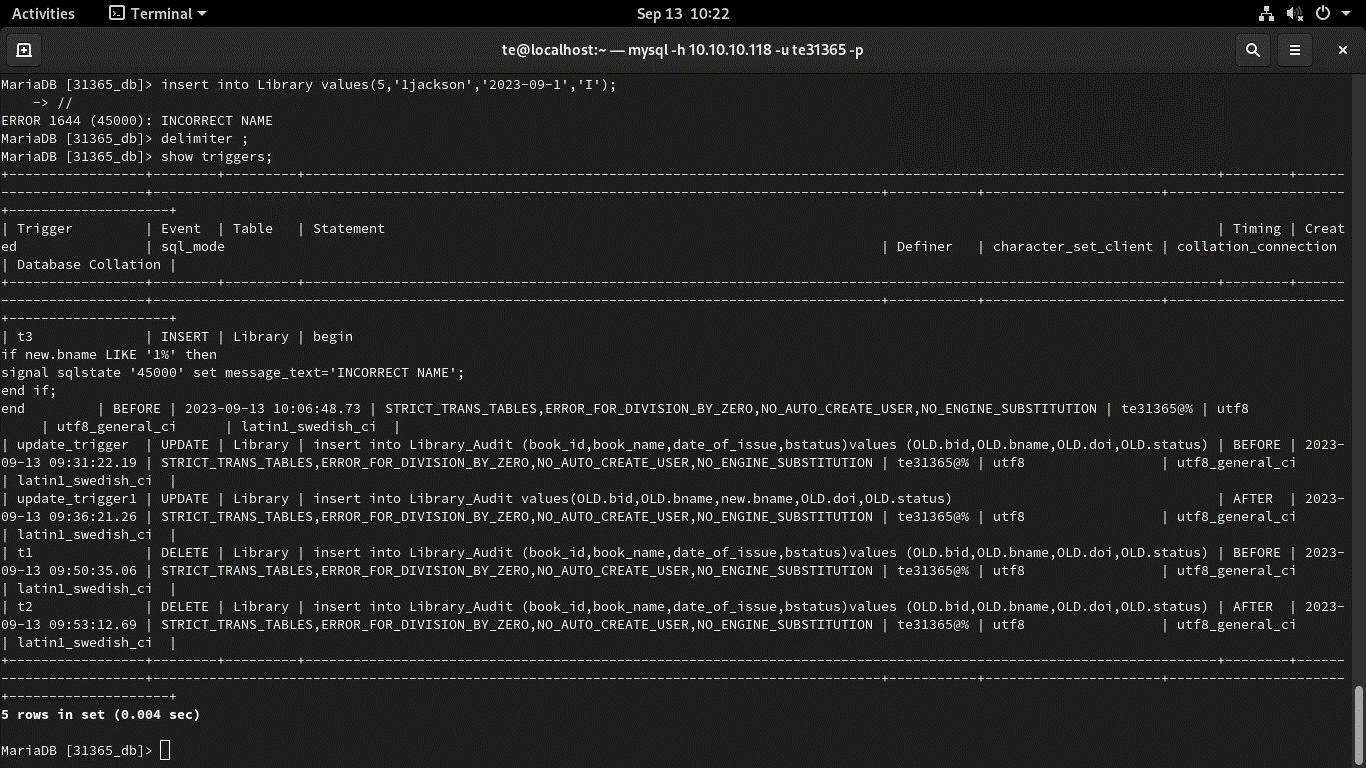 Activities Terminal Sep 13 10:22
te@localhost:~ — mysql -h 10.10.10.118 -u te31365 -p
MariaDB [31365_db]> insert into Library values(5,'1jackson','2023-09-1','I');
    -> //
ERROR 1644 (45000): INCORRECT NAME
MariaDB [31365_db]> delimiter ;
MariaDB [31365_db]> show triggers;
+-----------------+--------+---------+------------------------------------------------------------------------------------------------------------------+--------+------
------------------+-------------------------------------------------------------------------------------------+-----------+----------------------+----------------------
+--------------------+
| Trigger         | Event  | Table   | Statement                                                                                                        | Timing | Creat
ed                | sql_mode                                                                                  | Definer   | character_set_client | collation_connection
| Database Collation |
+-----------------+--------+---------+------------------------------------------------------------------------------------------------------------------+--------+------
------------------+-------------------------------------------------------------------------------------------+-----------+----------------------+----------------------
+--------------------+
| t3              | INSERT | Library | begin
if new.bname LIKE '1%' then
signal sqlstate '45000' set message_text='INCORRECT NAME';
end if;
end         | BEFORE | 2023-09-13 10:06:48.73 | STRICT_TRANS_TABLES,ERROR_FOR_DIVISION_BY_ZERO,NO_AUTO_CREATE_USER,NO_ENGINE_SUBSTITUTION | te31365@% | utf8
     | utf8_general_ci      | latin1_swedish_ci  |
| update_trigger  | UPDATE | Library | insert into Library_Audit (book_id,book_name,date_of_issue,bstatus)values (OLD.bid,OLD.bname,OLD.doi,OLD.status) | BEFORE | 2023-
09-13 09:31:22.19 | STRICT_TRANS_TABLES,ERROR_FOR_DIVISION_BY_ZERO,NO_AUTO_CREATE_USER,NO_ENGINE_SUBSTITUTION | te31365@% | utf8                 | utf8_general_ci
| latin1_swedish_ci  |
| update_trigger1 | UPDATE | Library | insert into Library_Audit values(OLD.bid,OLD.bname,new.bname,OLD.doi,OLD.status)                                 | AFTER  | 2023-
09-13 09:36:21.26 | STRICT_TRANS_TABLES,ERROR_FOR_DIVISION_BY_ZERO,NO_AUTO_CREATE_USER,NO_ENGINE_SUBSTITUTION | te31365@% | utf8                 | utf8_general_ci
| latin1_swedish_ci  |
| t1              | DELETE | Library | insert into Library_Audit (book_id,book_name,date_of_issue,bstatus)values (OLD.bid,OLD.bname,OLD.doi,OLD.status) | BEFORE | 2023-
09-13 09:50:35.06 | STRICT_TRANS_TABLES,ERROR_FOR_DIVISION_BY_ZERO,NO_AUTO_CREATE_USER,NO_ENGINE_SUBSTITUTION | te31365@% | utf8                 | utf8_general_ci
| latin1_swedish_ci  |
| t2              | DELETE | Library | insert into Library_Audit (book_id,book_name,date_of_issue,bstatus)values (OLD.bid,OLD.bname,OLD.doi,OLD.status) | AFTER  | 2023-
09-13 09:53:12.69 | STRICT_TRANS_TABLES,ERROR_FOR_DIVISION_BY_ZERO,NO_AUTO_CREATE_USER,NO_ENGINE_SUBSTITUTION | te31365@% | utf8                 | utf8_general_ci
| latin1_swedish_ci  |
+-----------------+--------+---------+------------------------------------------------------------------------------------------------------------------+--------+------
------------------+-------------------------------------------------------------------------------------------+-----------+----------------------+----------------------
+--------------------+
5 rows in set (0.004 sec)
MariaDB [31365_db]>